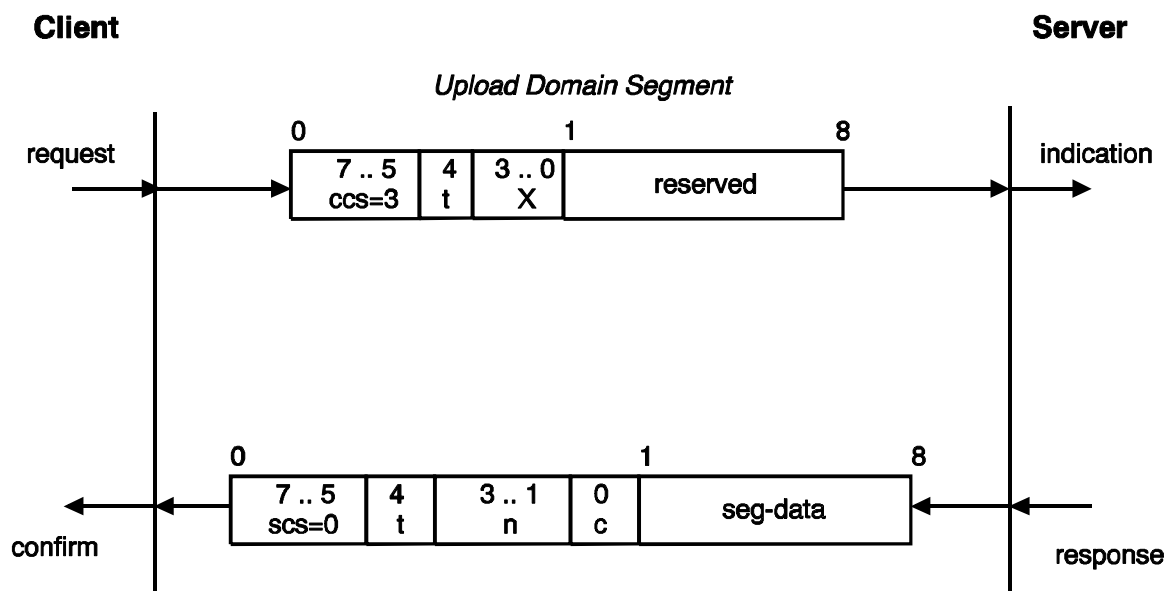 Client
Server
Upload Domain Segment
0 1 8
request
indication
7 .. 5 4 3 .. 0
ccs=3 t X
reserved
0 1 8
7 .. 5 4 3 .. 1 0
scs=0 t n c
seg-data
confirm
response